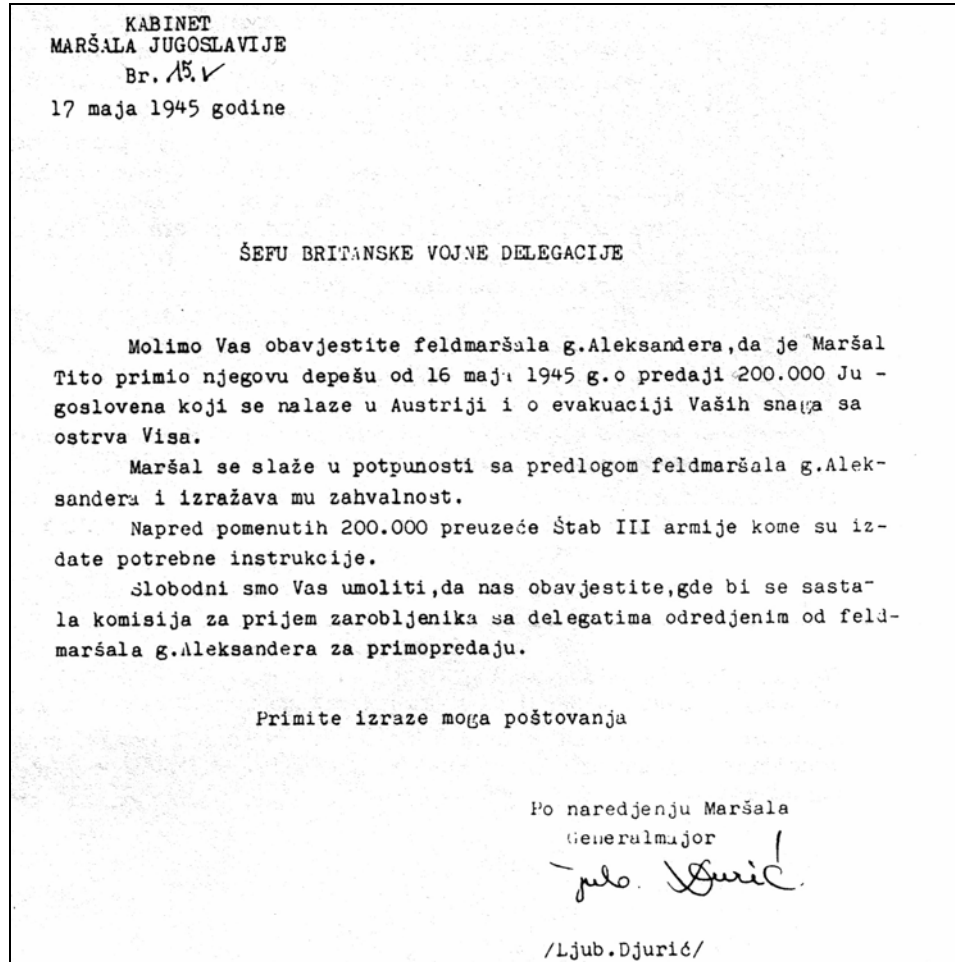 KABINET
MARŠALA JUGOSLAVIJE
Br. 15.V
17 maja 1945 godine
ŠEFU BRITANSKE VOJNE DELEGACIJE
Molimo Vas obavjestite feldmaršala g.Aleksandera,da je Maršal
Tito primio njegovu depešu od 16 maja 1945 g.o predaji 200.000 Ju -
goslovena koji se nalaze u Austriji i o evakuaciji Vaših snaga sa
ostrva Visa.
Maršal se slaže u potpunosti sa predlogom feldmaršala g.Alek-
sandera i izražava mu zahvalnost.
Napred pomenutih 200.000 preuzeće Štab III armije kome su iz-
date potrebne instrukcije.
Slobodni smo Vas umoliti,da nas obavjestite,gde bi se sasta-
la komisija za prijem zarobljenika sa delegatima odredjenim od feld-
maršala g.Aleksandera za primopredaju.
Primite izraze moga poštovanja
Po naredjenju Maršala
Generalmajor
Djurić
/Ljub.Djurić/